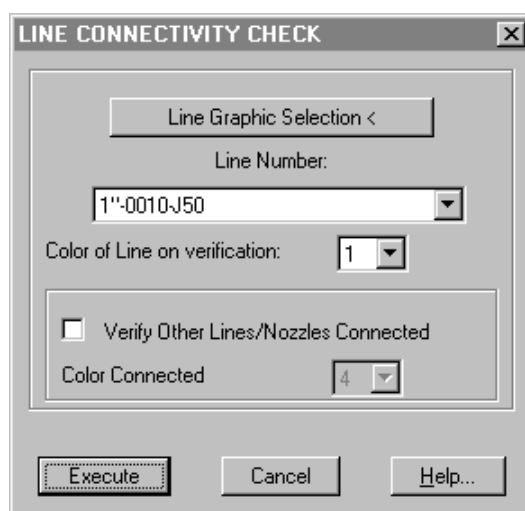 LINE CONNECTIVITY CHECK
Line Graphic Selection <
Line Number:
1"-0010-J50
Color of Line on verification: 1
Verify Other Lines/Nozzles Connected
Color Connected 4
Execute Cancel Help...